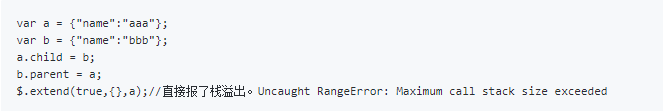 var a = {"name":"aaa"};
var b = {"name":"bbb"};
a.child = b;
b.parent = a;
$.extend(true,{},a);//直接报了栈溢出。Uncaught RangeError: Maximum call stack size exceeded